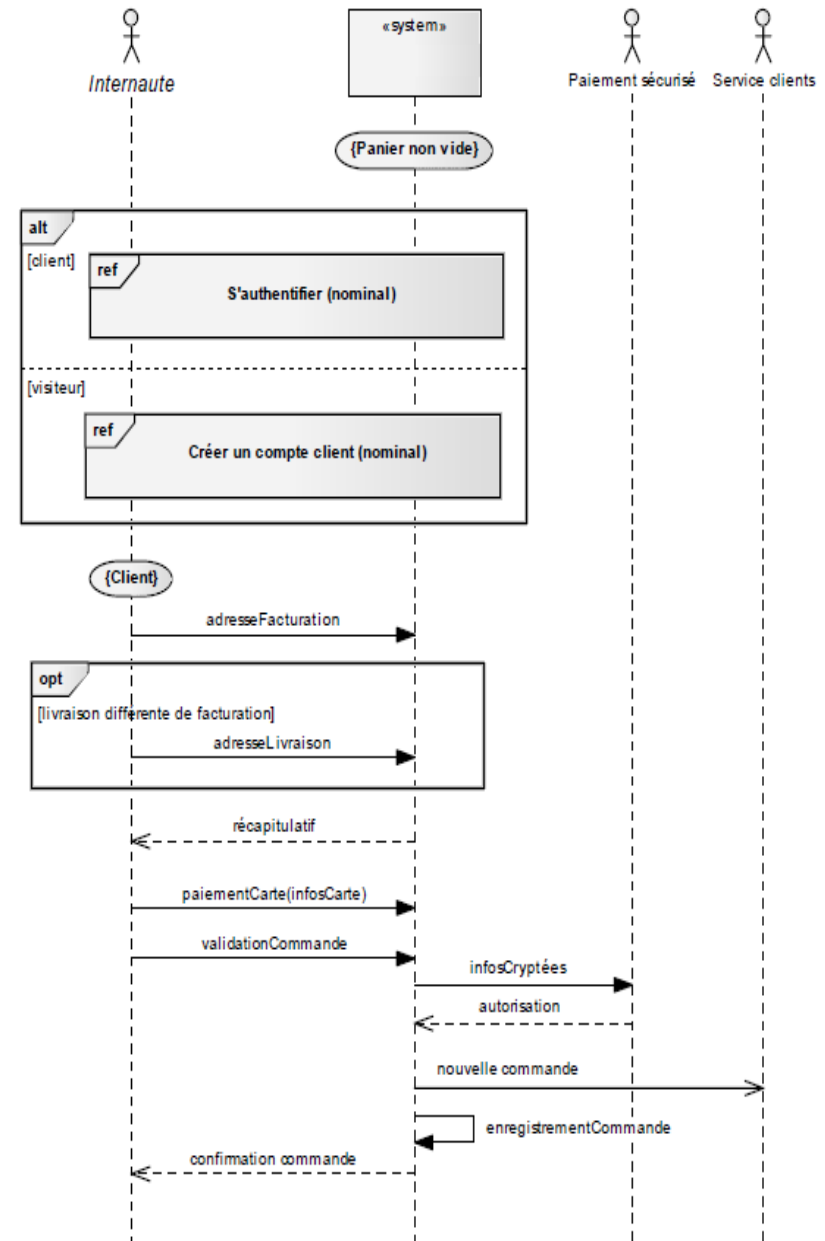 «system»
Internaute
Paiement sécurisé
Service clients
{Panier non vide}
alt
[client]
ref
S'authentifier (nominal)
[visiteur]
ref
Créer un compte client (nominal)
{Client}
adresseFacturation
opt
[livraison différente de facturation]
adresseLivraison
récapitulatif
paiementCarte(infosCarte)
validationCommande
infosCryptées
autorisation
nouvelle commande
enregistrementCommande
confirmation commande